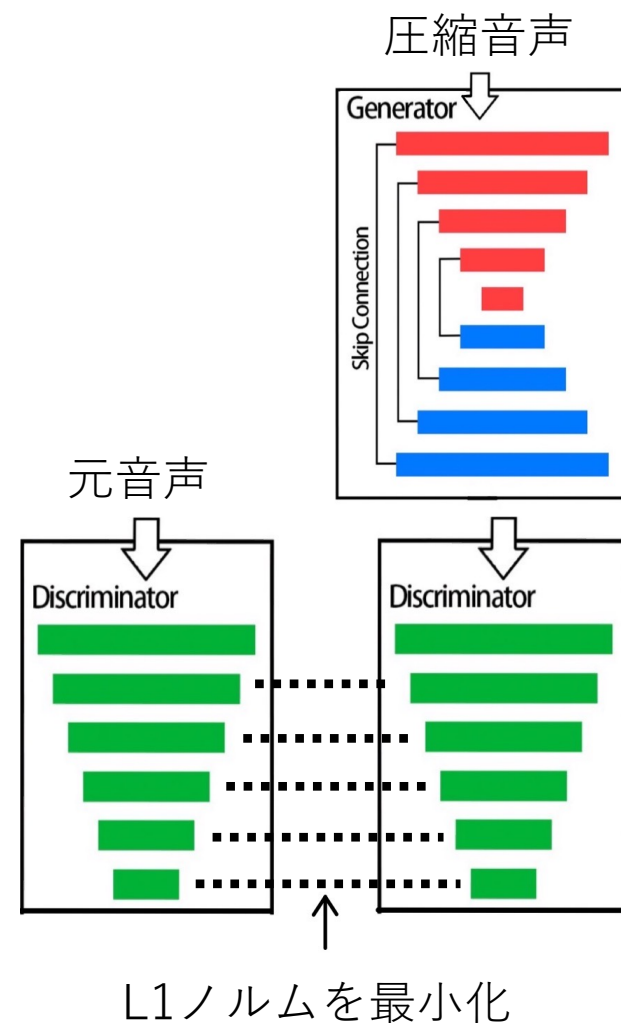 圧縮音声
Generator
Skip Connection
元音声
Discriminator
Discriminator
L1ノルムを最小化